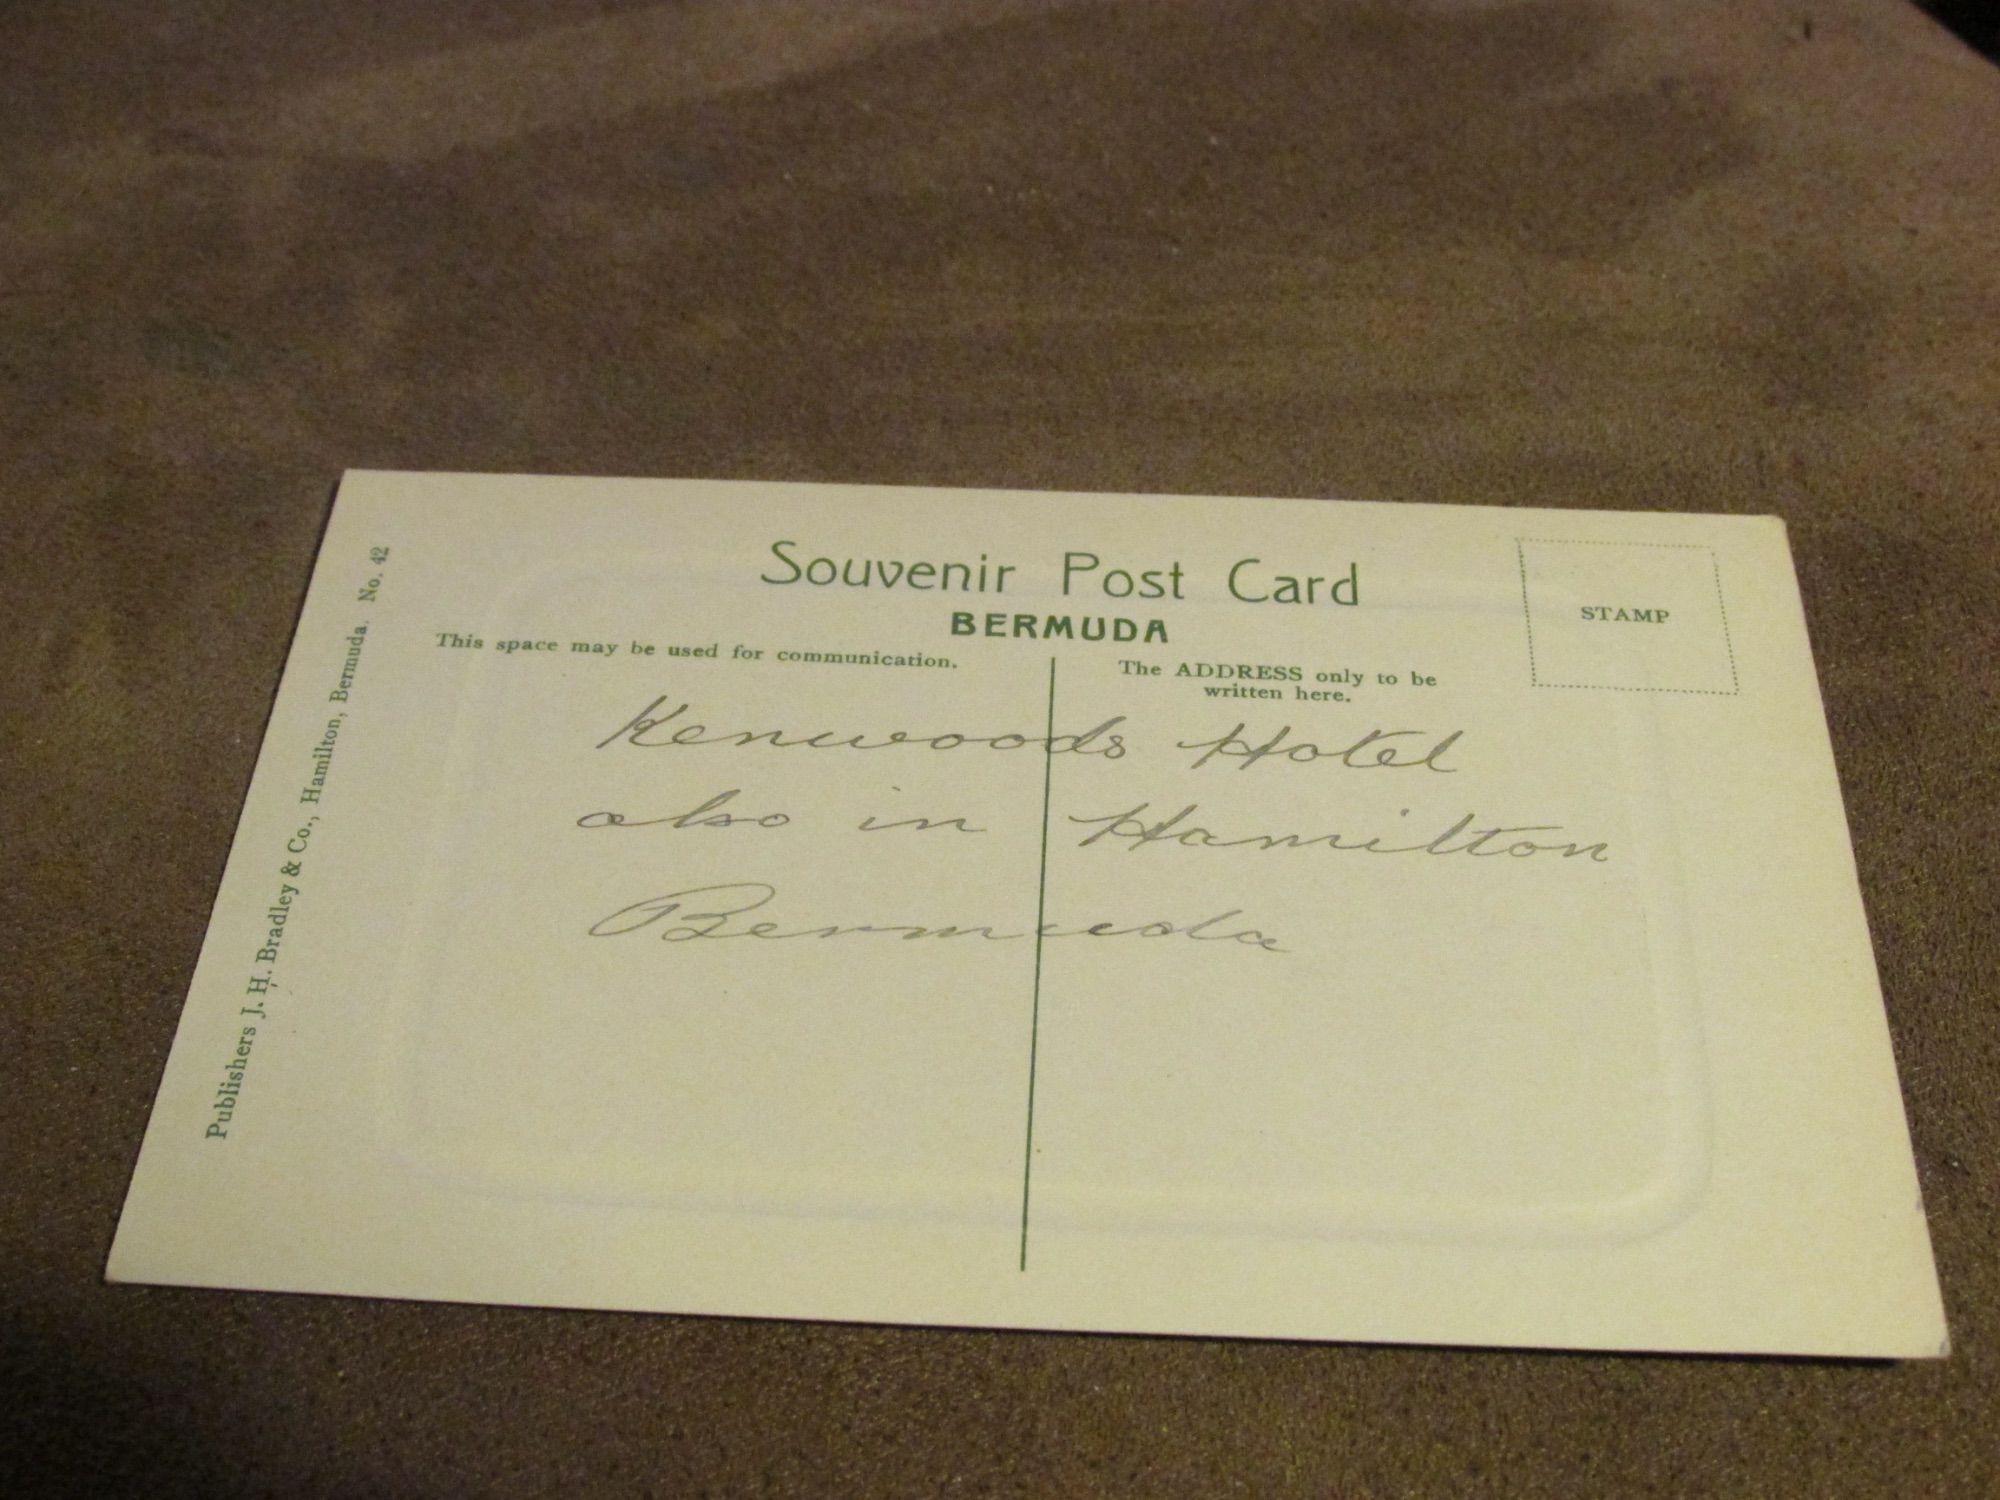 Souvenir Post Card
BERMUDA
This space may be used for communication.
The ADDRESS only to be
written here.
STAMP
Kenwoods Hotel
also in Hamilton
Bermuda
Publishers J. H. Bradley & Co., Hamilton, Bermuda. No. 42